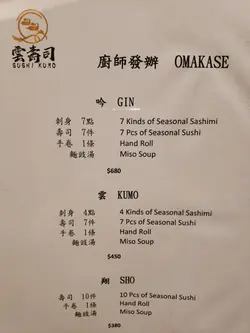 雲壽司
SUSHI KUMO
廚師發辦 OMAKASE
吟 GIN
刺身 7點 7 Kinds of Seasonal Sashimi
壽司 7件 7 Pcs of Seasonal Sushi
手卷 1條 Hand Roll
麵豉湯 Miso Soup
$680
雲 KUMO
刺身 4點 4 Kinds of Seasonal Sashimi
壽司 7件 7 Pcs of Seasonal Sushi
手卷 1條 Hand Roll
麵豉湯 Miso Soup
$450
翔 SHO
壽司 10件 10 Pcs of Seasonal Sushi
手卷 1條 Hand Roll
麵豉湯 Miso Soup
$380